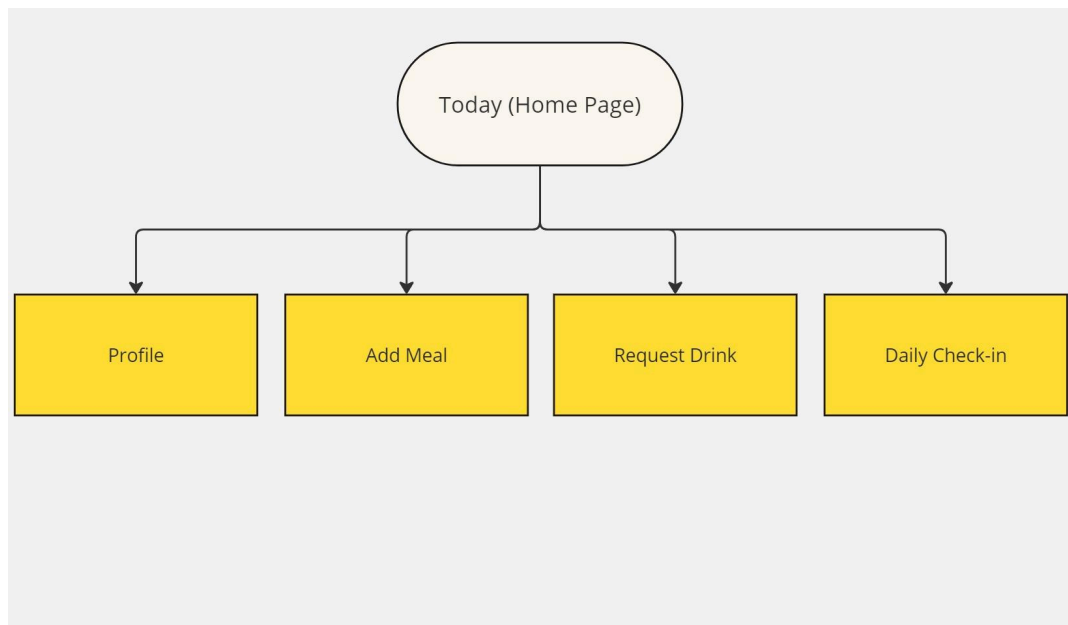 Today (Home Page)
Profile
Add Meal
Request Drink
Daily Check-in